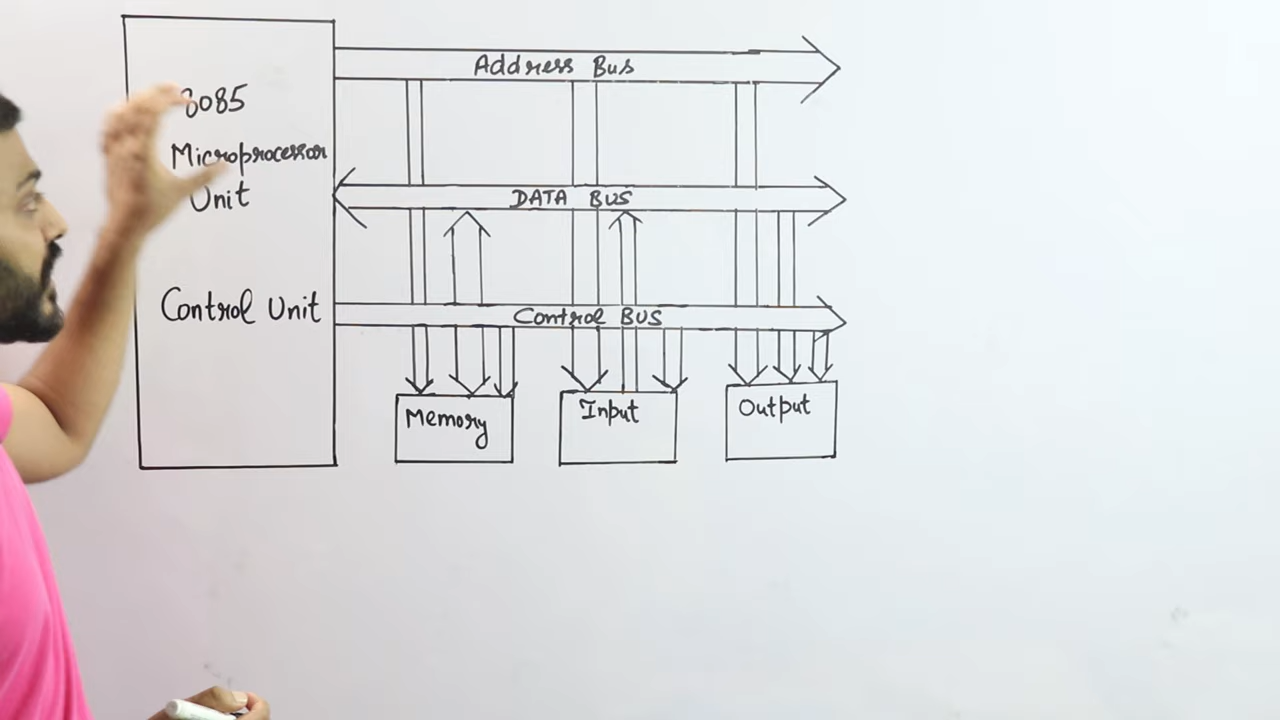 8085
Microprocessor
Unit
Control Unit
Address Bus
DATA BUS
Control BUS
Memory
Input
Output